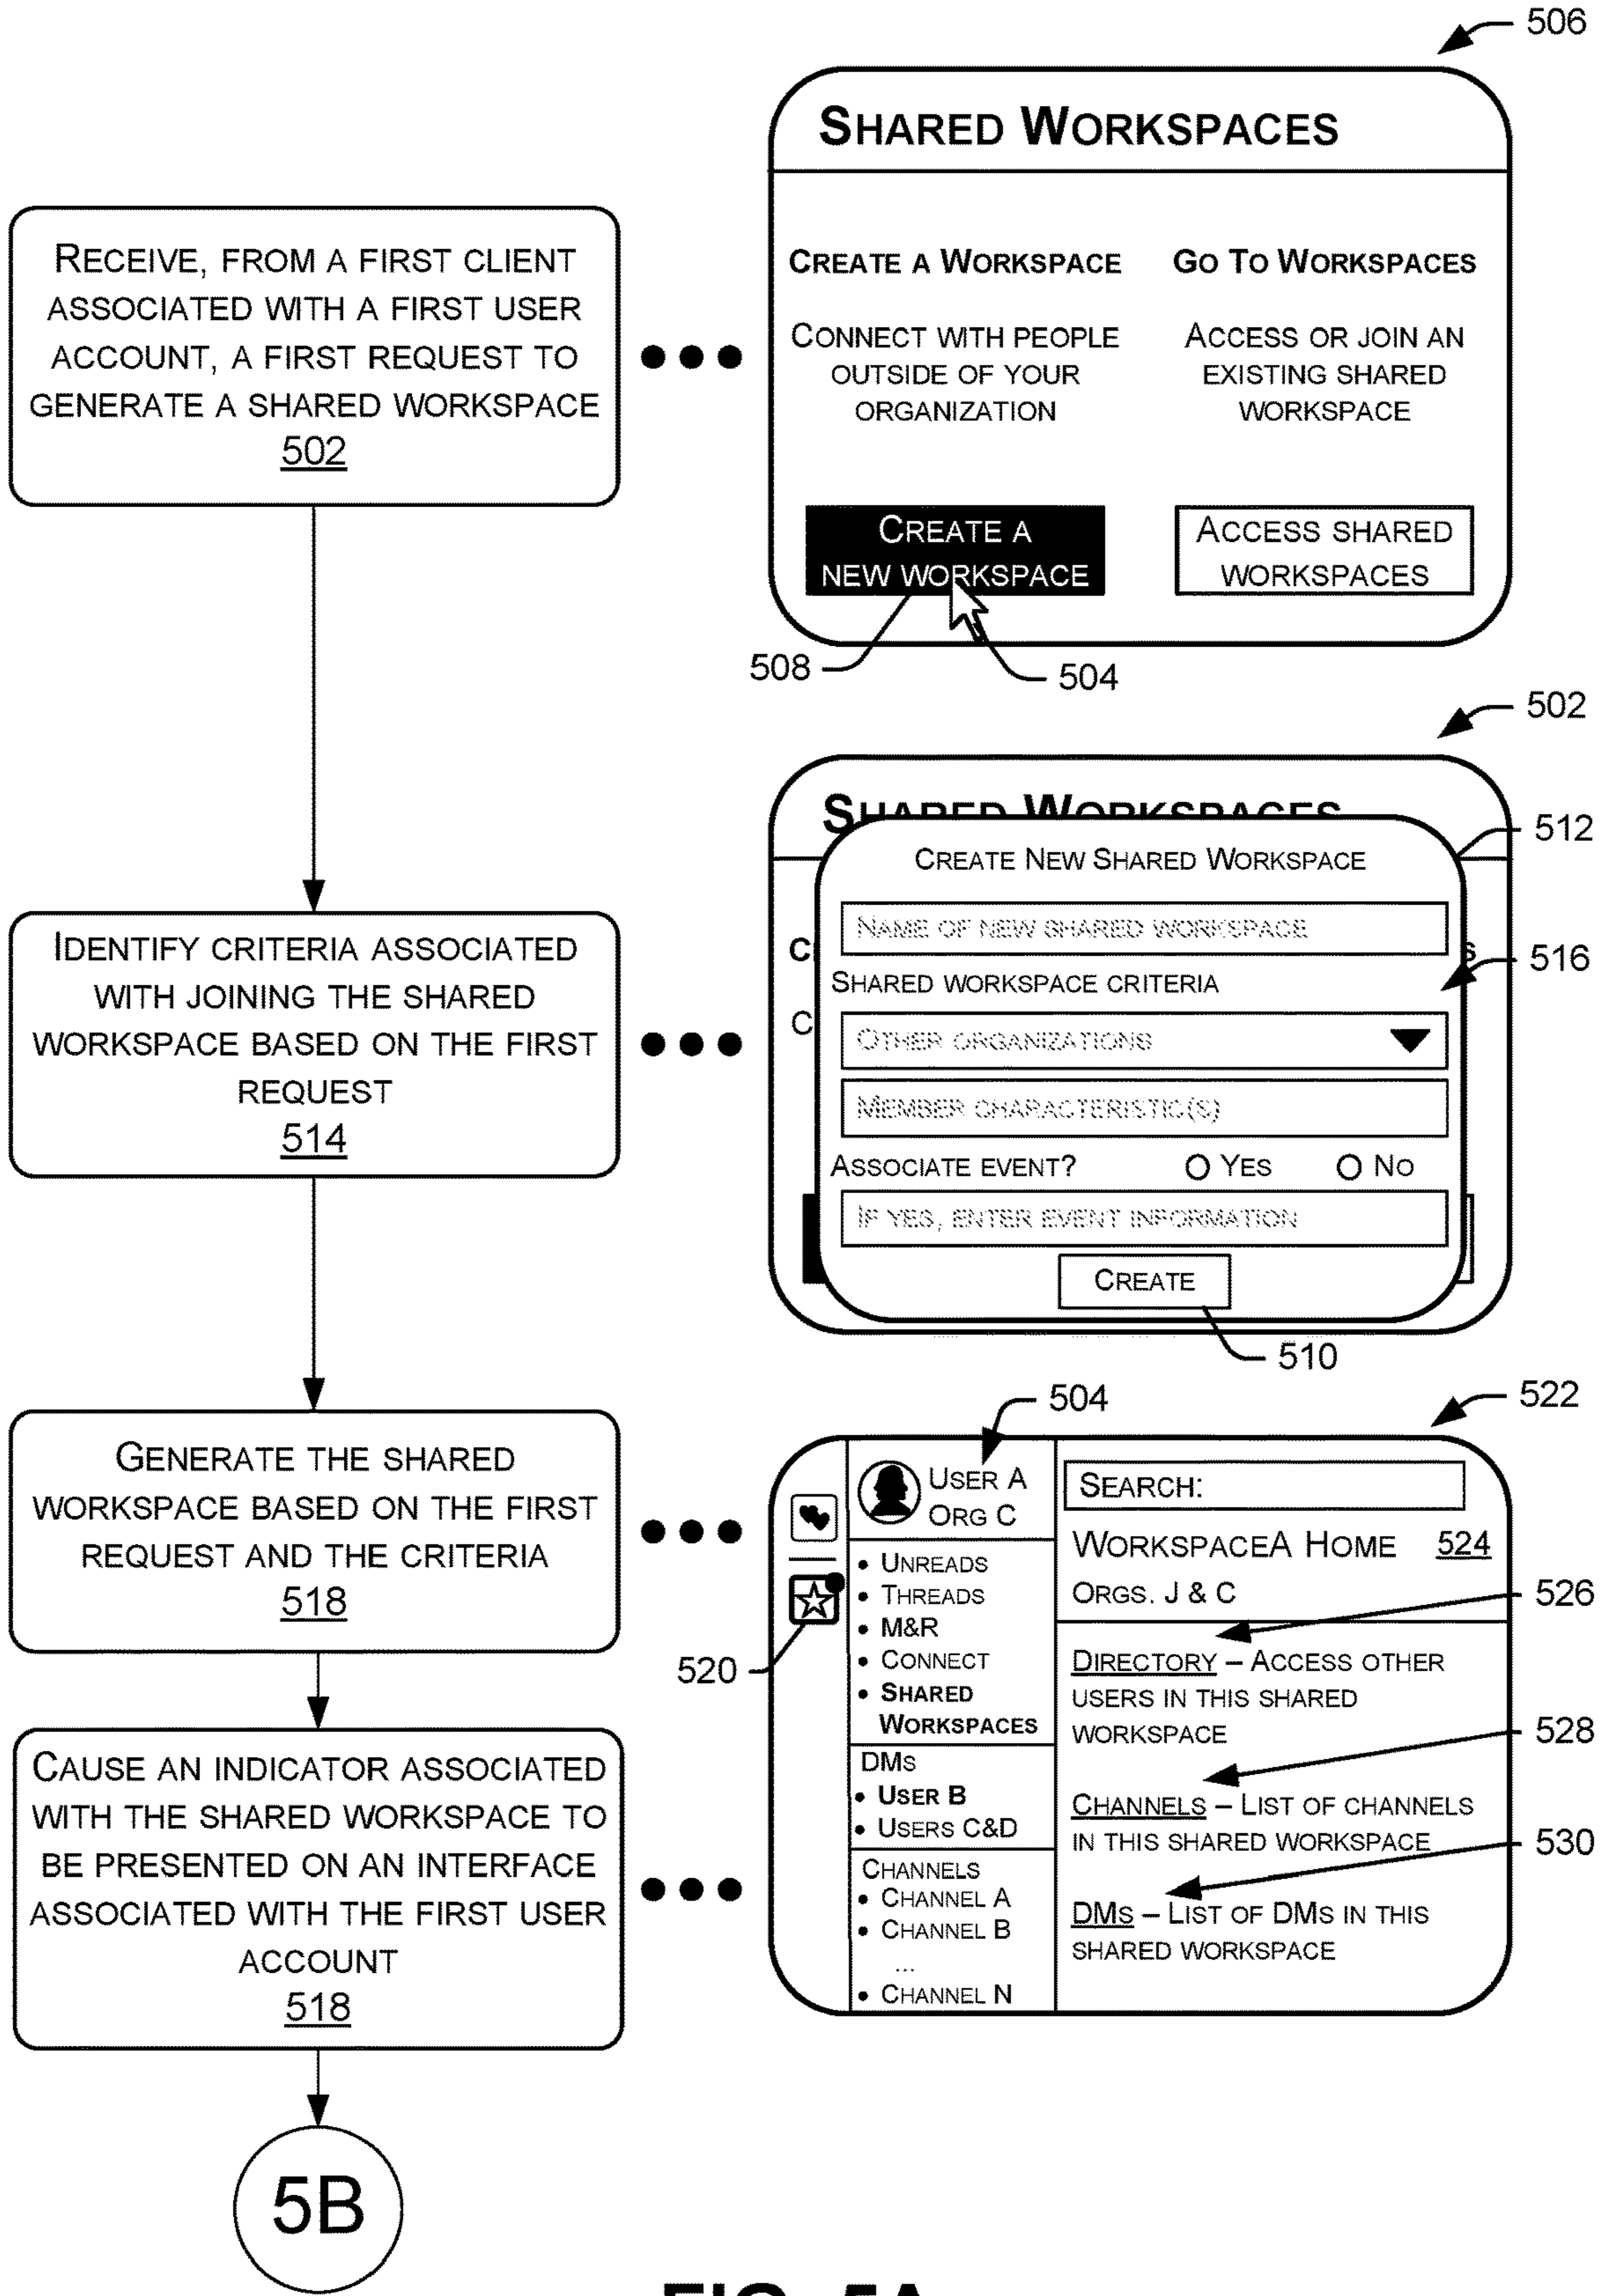 506
SHARED WORKSPACES
RECEIVE, FROM A FIRST CLIENT
ASSOCIATED WITH A FIRST USER
ACCOUNT, A FIRST REQUEST TO
GENERATE A SHARED WORKSPACE
502
CREATE A WORKSPACE
CONNECT WITH PEOPLE
OUTSIDE OF YOUR
ORGANIZATION
GO TO WORKSPACES
ACCESS OR JOIN AN
EXISTING SHARED
WORKSPACE
CREATE A
NEW WORKSPACE
ACCESS SHARED
WORKSPACES
508
504
502
IDENTIFY CRITERIA ASSOCIATED
WITH JOINING THE SHARED
WORKSPACE BASED ON THE FIRST
REQUEST
514
SHARED WORKSPACES
512
CREATE NEW SHARED WORKSPACE
NAME OF NEW SHARED WORKSPACE
C
S
516
SHARED WORKSPACE CRITERIA
C
OTHER ORGANIZATIONS
MEMBER CHARACTERISTIC(S)
ASSOCIATE EVENT? YES NO
IF YES, ENTER EVENT INFORMATION
CREATE
510
GENERATE THE SHARED
WORKSPACE BASED ON THE FIRST
REQUEST AND THE CRITERIA
518
CAUSE AN INDICATOR ASSOCIATED
WITH THE SHARED WORKSPACE TO
BE PRESENTED ON AN INTERFACE
ASSOCIATED WITH THE FIRST USER
ACCOUNT
518
504
522
520
USER A
ORG C
• UNREADS
• THREADS
• M&R
• CONNECT
• SHARED
WORKSPACES
DMS
• USER B
• USERS C&D
CHANNELS
• CHANNEL A
• CHANNEL B
...
• CHANNEL N
SEARCH:
WORKSPACEA HOME 524
ORGS. J & C
526
DIRECTORY – ACCESS OTHER
USERS IN THIS SHARED
WORKSPACE
528
CHANNELS – LIST OF CHANNELS
IN THIS SHARED WORKSPACE
530
DMS – LIST OF DMS IN THIS
SHARED WORKSPACE
5B
FIG. 5A